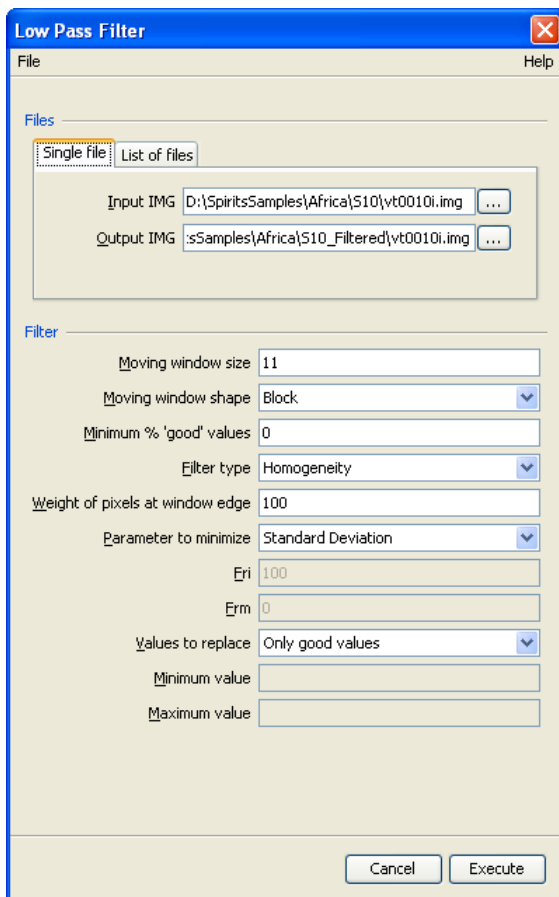 Low Pass Filter
File Help
Files
Single file List of files
Input IMG D:\SpiritsSamples\Africa\S10\vt0010i.img ...
Output IMG :sSamples\Africa\S10_Filtered\vt0010i.img ...
Filter
Moving window size 11
Moving window shape Block
Minimum % 'good' values 0
Filter type Homogeneity
Weight of pixels at window edge 100
Parameter to minimize Standard Deviation
Fri 100
Frm 0
Values to replace Only good values
Minimum value
Maximum value
Cancel Execute